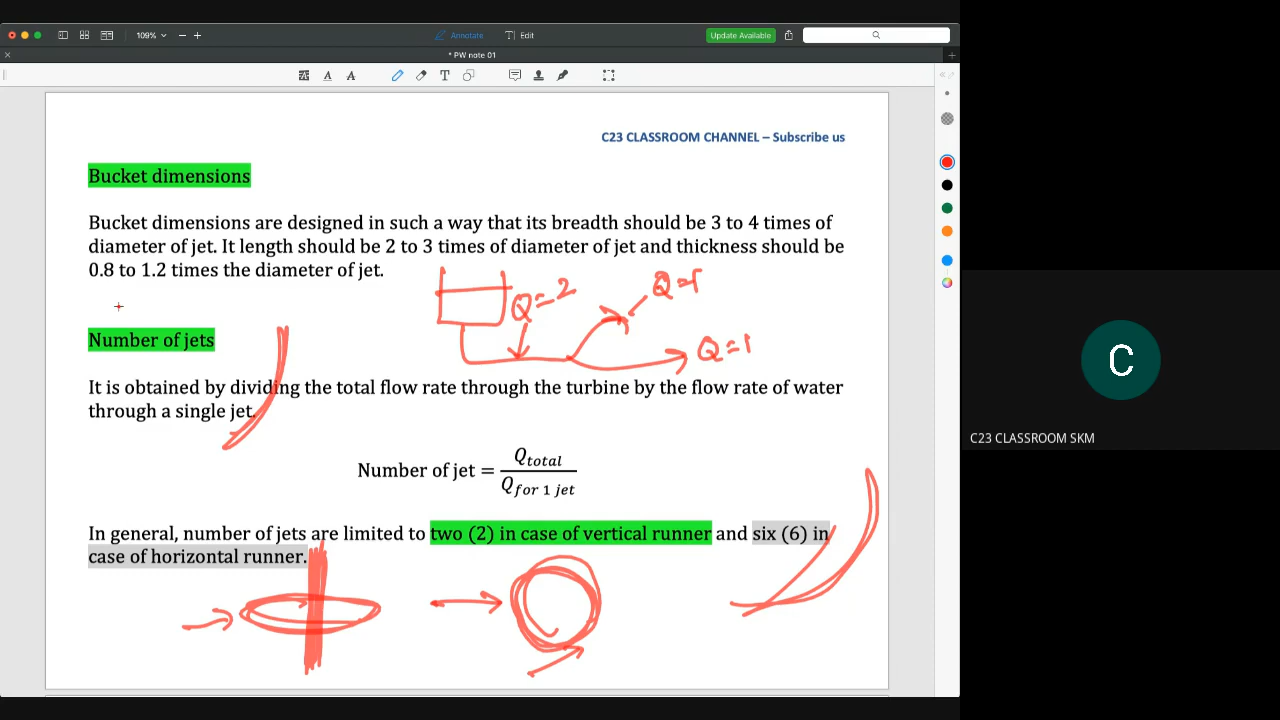 109%
Annotate
Edit
Update Available
* PW note 01
C23 CLASSROOM CHANNEL – Subscribe us
Bucket dimensions
Bucket dimensions are designed in such a way that its breadth should be 3 to 4 times of
diameter of jet. It length should be 2 to 3 times of diameter of jet and thickness should be
0.8 to 1.2 times the diameter of jet.
Q=2
Q=1
Q=1
Number of jets
It is obtained by dividing the total flow rate through the turbine by the flow rate of water
through a single jet.
Number of jet = Qtotal / Qfor 1 jet
In general, number of jets are limited to two (2) in case of vertical runner and six (6) in
case of horizontal runner.
C
C23 CLASSROOM SKM